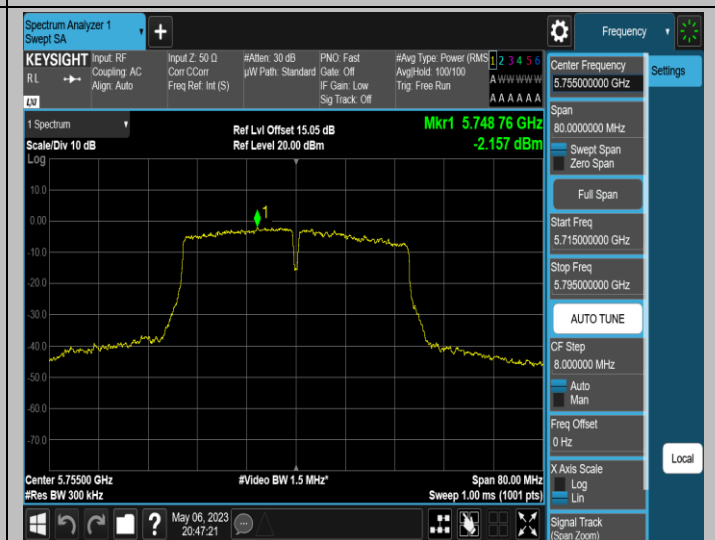 Spectrum Analyzer 1
Swept SA
+
Frequency
KEYSIGHT
RL
LXI
Input: RF
Coupling: AC
Align: Auto
Input Z: 50 Ω
Corr CCorr
Freq Ref: Int (S)
#Atten: 30 dB
µW Path: Standard
PNO: Fast
Gate: Off
IF Gain: Low
Sig Track: Off
#Avg Type: Power (RMS
Avg|Hold: 100/100
Trig: Free Run
1 2 3 4 5 6
A W W W W W
A A A A A A
1 Spectrum
Scale/Div 10 dB
Log
Ref Lvl Offset 15.05 dB
Ref Level 20.00 dBm
Mkr1 5.748 76 GHz
-2.157 dBm
10.0
0.00
-10.0
-20.0
-30.0
-40.0
-50.0
-60.0
-70.0
1
Center 5.75500 GHz
#Res BW 300 kHz
#Video BW 1.5 MHz*
Span 80.00 MHz
Sweep 1.00 ms (1001 pts)
?
May 06, 2023
20:47:21
Center Frequency
5.755000000 GHz
Span
80.0000000 MHz
Swept Span
Zero Span
Full Span
Start Freq
5.715000000 GHz
Stop Freq
5.795000000 GHz
AUTO TUNE
CF Step
8.000000 MHz
Auto
Man
Freq Offset
0 Hz
X Axis Scale
Log
Lin
Signal Track
(Span Zoom)
Settings
Local